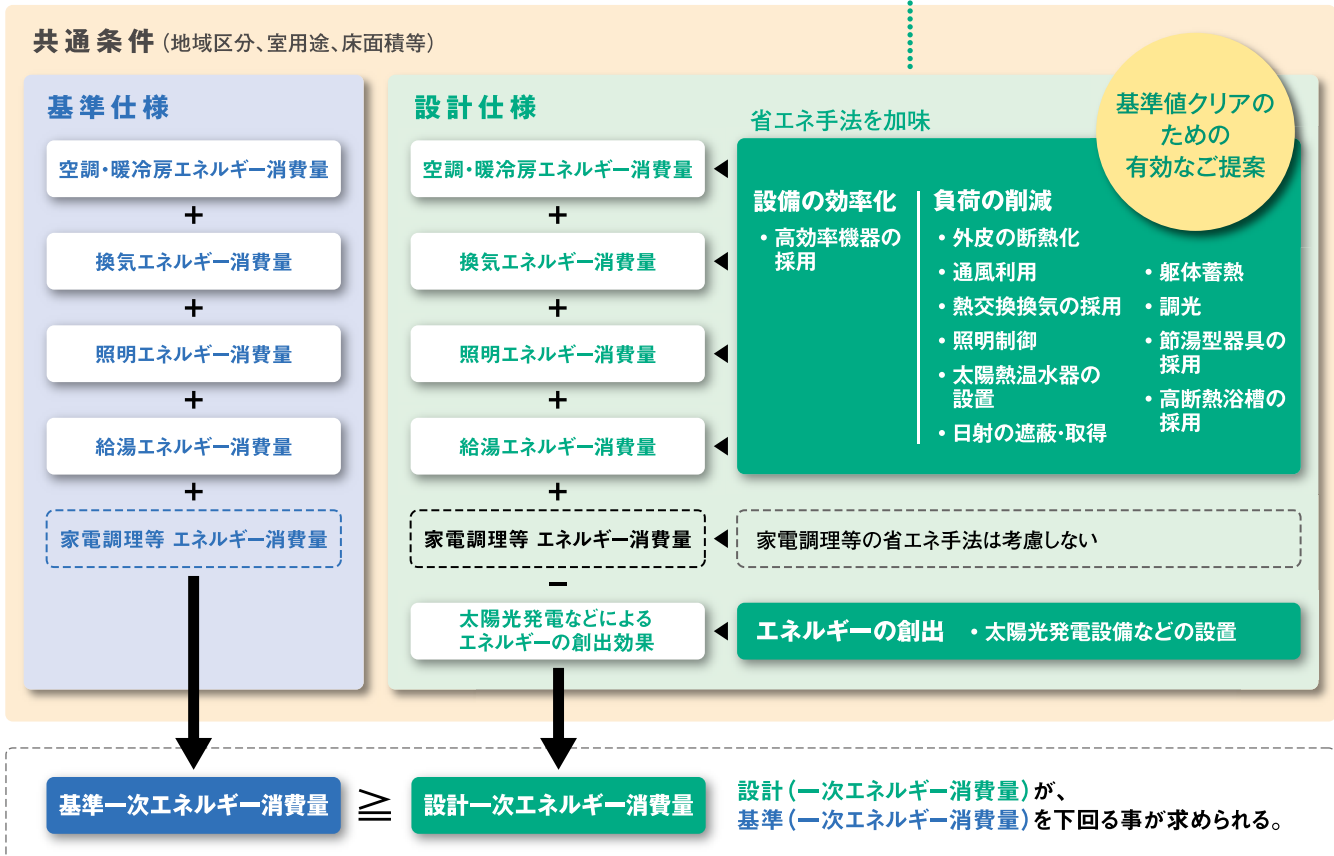 共通条件（地域区分、室用途、床面積等）
基準仕様
空調・暖冷房エネルギー消費量
+
換気エネルギー消費量
+
照明エネルギー消費量
+
給湯エネルギー消費量
+
家電調理等 エネルギー消費量
設計仕様
空調・暖冷房エネルギー消費量
+
換気エネルギー消費量
+
照明エネルギー消費量
+
給湯エネルギー消費量
+
家電調理等 エネルギー消費量
−
太陽光発電などによる
エネルギーの創出効果
省エネ手法を加味
基準値クリアの
ための
有効なご提案
設備の効率化
・高効率機器の
採用
負荷の削減
・外皮の断熱化
・通風利用
・熱交換換気の採用
・照明制御
・太陽熱温水器の
設置
・日射の遮蔽・取得
・躯体蓄熱
・調光
・節湯型器具の
採用
・高断熱浴槽の
採用
家電調理等の省エネ手法は考慮しない
エネルギーの創出 ・太陽光発電設備などの設置
基準一次エネルギー消費量 ≧ 設計一次エネルギー消費量
設計（一次エネルギー消費量）が、
基準（一次エネルギー消費量）を下回る事が求められる。